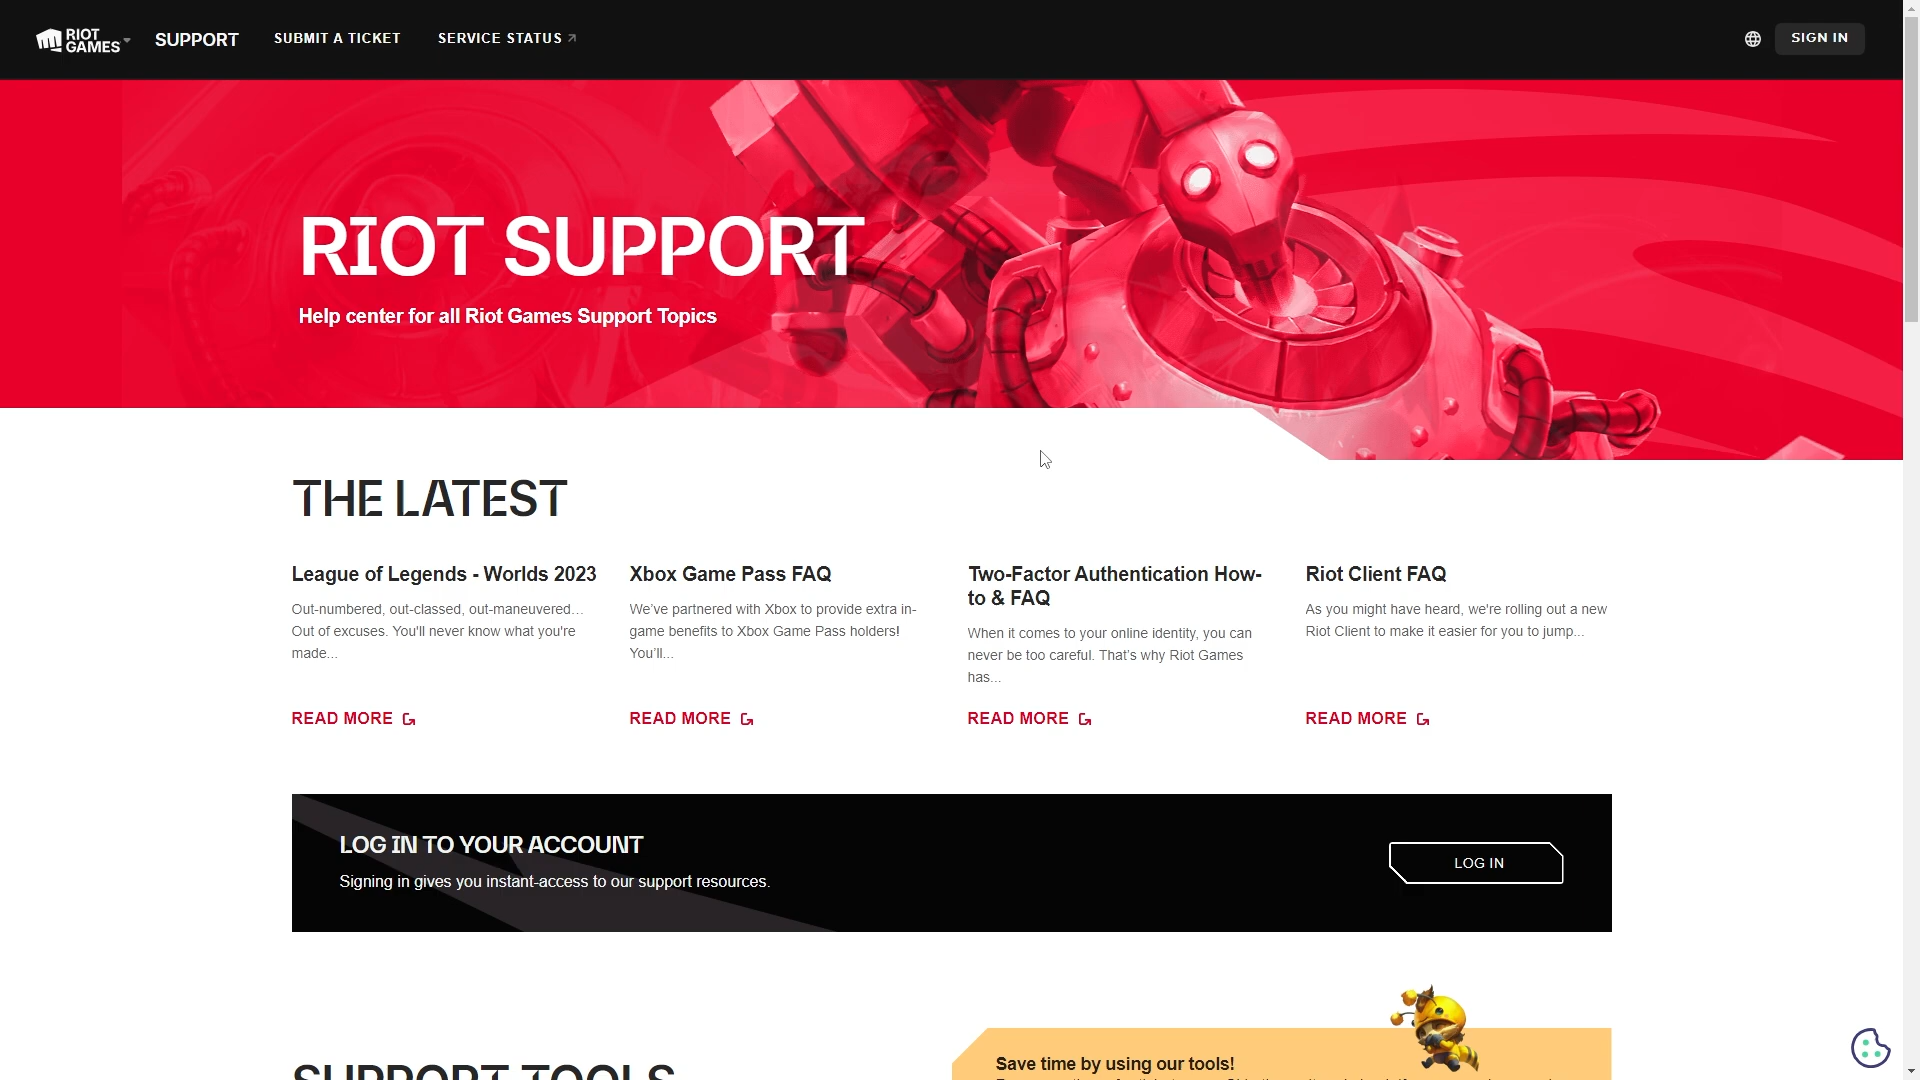 RIOT GAMES SUPPORT SUBMIT A TICKET SERVICE STATUS SIGN IN
RIOT SUPPORT
Help center for all Riot Games Support Topics
THE LATEST
League of Legends - Worlds 2023
Out-numbered, out-classed, out-maneuvered…
Out of excuses. You'll never know what you're
made...
READ MORE
Xbox Game Pass FAQ
We've partnered with Xbox to provide extra in-
game benefits to Xbox Game Pass holders!
You'll...
READ MORE
Two-Factor Authentication How-
to & FAQ
When it comes to your online identity, you can
never be too careful. That's why Riot Games
has...
READ MORE
Riot Client FAQ
As you might have heard, we're rolling out a new
Riot Client to make it easier for you to jump...
READ MORE
LOG IN TO YOUR ACCOUNT
Signing in gives you instant-access to our support resources.
LOG IN
SUPPORT TOOLS
Save time by using our tools!